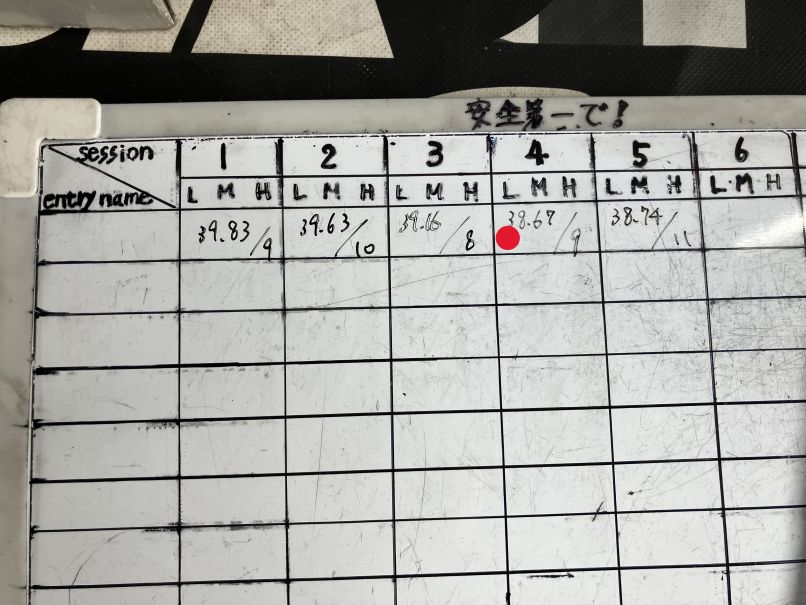 安全第一で!
session 1 2 3 4 5 6
entry name L M H L M H L M H L M H L M H L M H
39.83/9 39.63/10 39.16/8 38.67/9 38.74/11